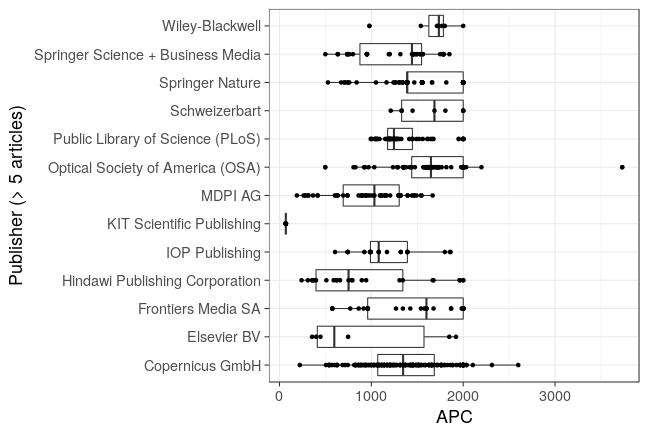 Publisher (> 5 articles)
Wiley-Blackwell
Springer Science + Business Media
Springer Nature
Schweizerbart
Public Library of Science (PLoS)
Optical Society of America (OSA)
MDPI AG
KIT Scientific Publishing
IOP Publishing
Hindawi Publishing Corporation
Frontiers Media SA
Elsevier BV
Copernicus GmbH
0 1000 2000 3000
APC